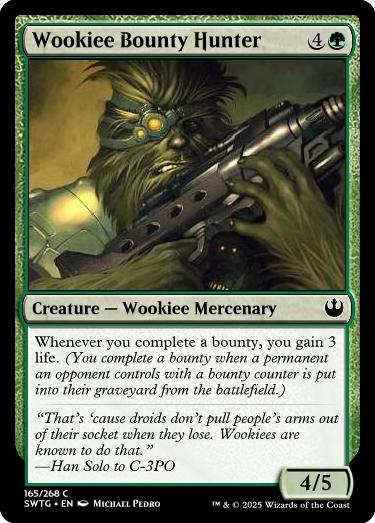 Wookiee Bounty Hunter 4
Creature — Wookiee Mercenary
Whenever you complete a bounty, you gain 3
life. (You complete a bounty when a permanent
an opponent controls with a bounty counter is put
into their graveyard from the battlefield.)
“That’s ‘cause droids don’t pull people’s arms out
of their socket when they lose. Wookiees are
known to do that.”
—Han Solo to C-3PO
4/5
165/268 C
SWTG • EN Michael Pedro
™ & © 2025 Wizards of the Coast